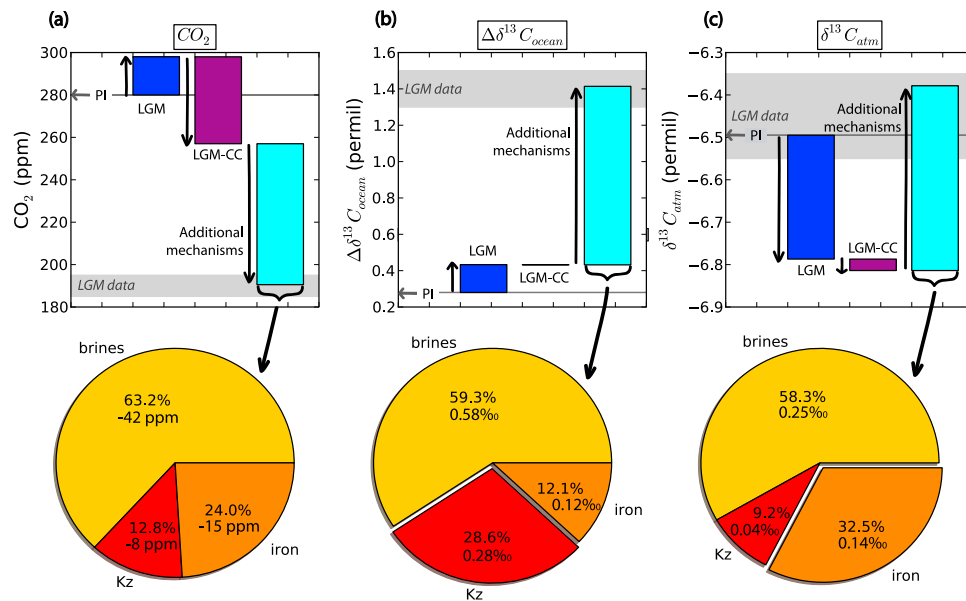 (a)
CO₂
CO₂ (ppm)
300
280
260
240
220
200
180
PI
LGM
LGM-CC
Additional
mechanisms
LGM data
brines
63.2%
-42 ppm
12.8%
-8 ppm
24.0%
-15 ppm
Kz
iron
(b)
Δδ¹³C_ocean
Δδ¹³C_ocean (permil)
1.6
1.4
1.2
1.0
0.8
0.6
0.4
0.2
LGM data
Additional
mechanisms
LGM
LGM-CC
PI
brines
59.3%
0.58‰
12.1%
0.12‰
28.6%
0.28‰
iron
Kz
(c)
δ¹³C_atm
δ¹³C_atm (permil)
−6.3
−6.4
−6.5
−6.6
−6.7
−6.8
−6.9
LGM data
PI
Additional
mechanisms
LGM
LGM-CC
brines
58.3%
0.25‰
9.2%
0.04‰
32.5%
0.14‰
Kz
iron